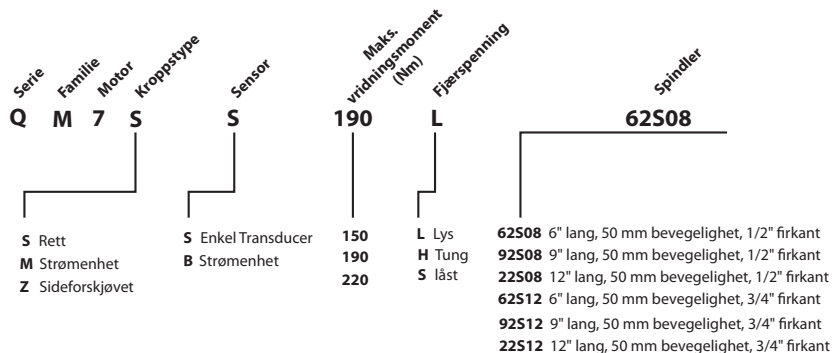 Serie
Familie
Motor
Kroppstype
Sensor
Maks.
vridningsmoment
(Nm)
Fjærspenning
Spindler
Q M 7 S S 190 L 62S08
S Rett
M Strømenhet
Z Sideforskjøvet
S Enkel Transducer
B Strømenhet
150
190
220
L Lys
H Tung
S låst
62S08 6" lang, 50 mm bevegelighet, 1/2" firkant
92S08 9" lang, 50 mm bevegelighet, 1/2" firkant
22S08 12" lang, 50 mm bevegelighet, 1/2" firkant
62S12 6" lang, 50 mm bevegelighet, 3/4" firkant
92S12 9" lang, 50 mm bevegelighet, 3/4" firkant
22S12 12" lang, 50 mm bevegelighet, 3/4" firkant